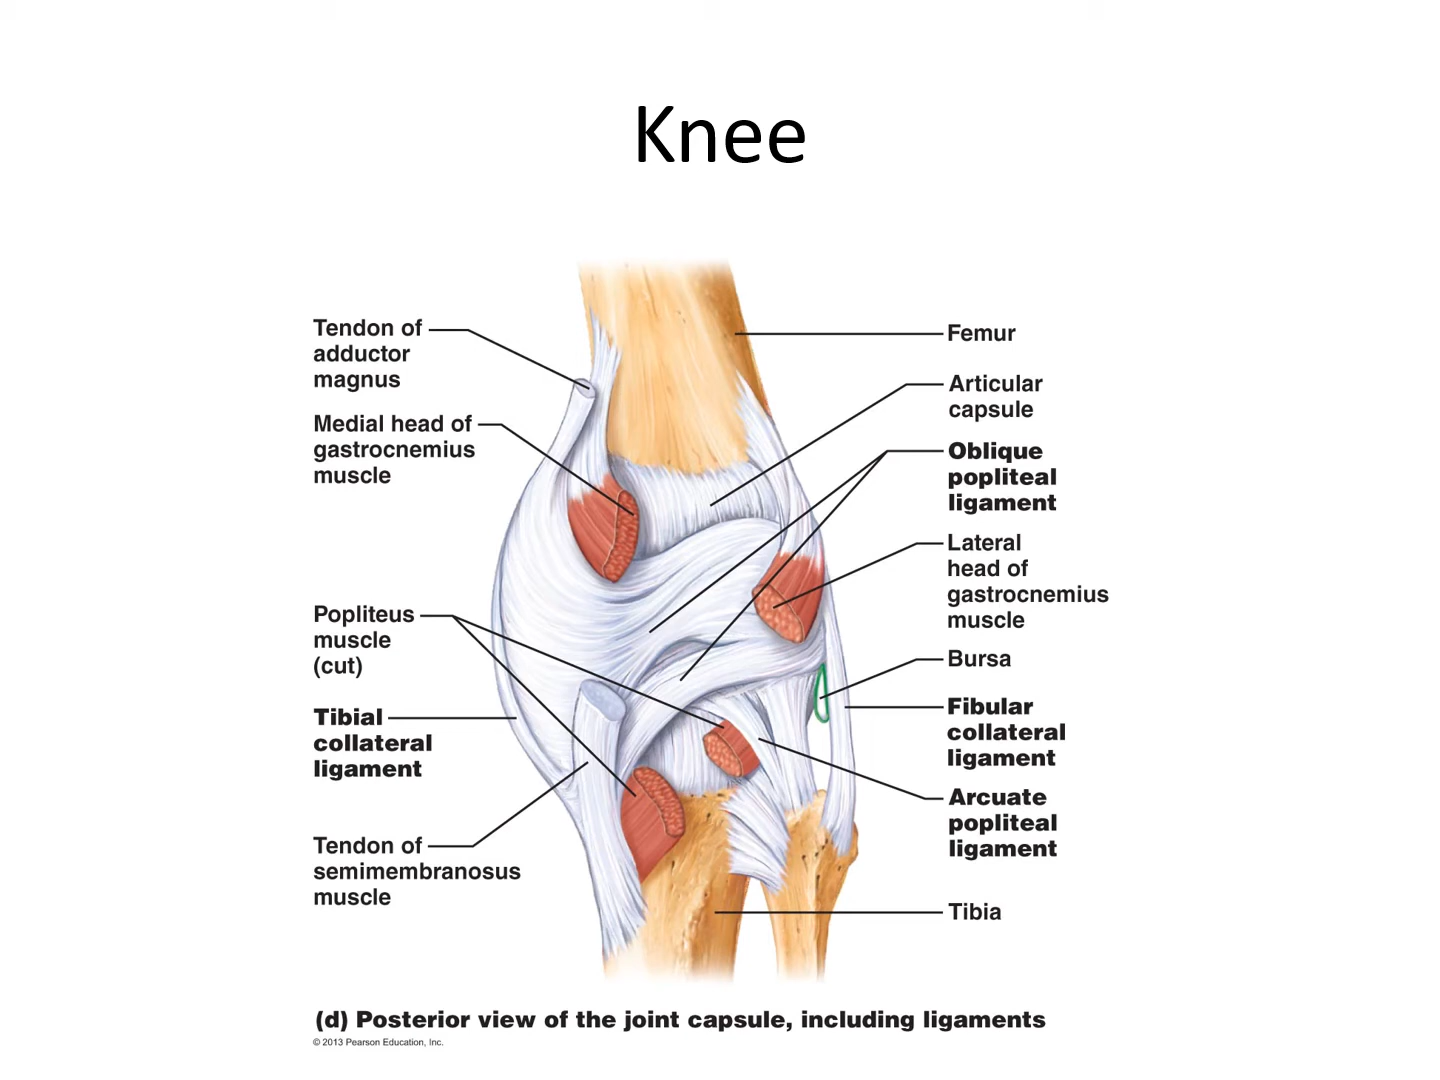 Knee
Tendon of
adductor
magnus
Medial head of
gastrocnemius
muscle
Popliteus
muscle
(cut)
Tibial
collateral
ligament
Tendon of
semimembranosus
muscle
Femur
Articular
capsule
Oblique
popliteal
ligament
Lateral
head of
gastrocnemius
muscle
Bursa
Fibular
collateral
ligament
Arcuate
popliteal
ligament
Tibia
(d) Posterior view of the joint capsule, including ligaments
© 2013 Pearson Education, Inc.